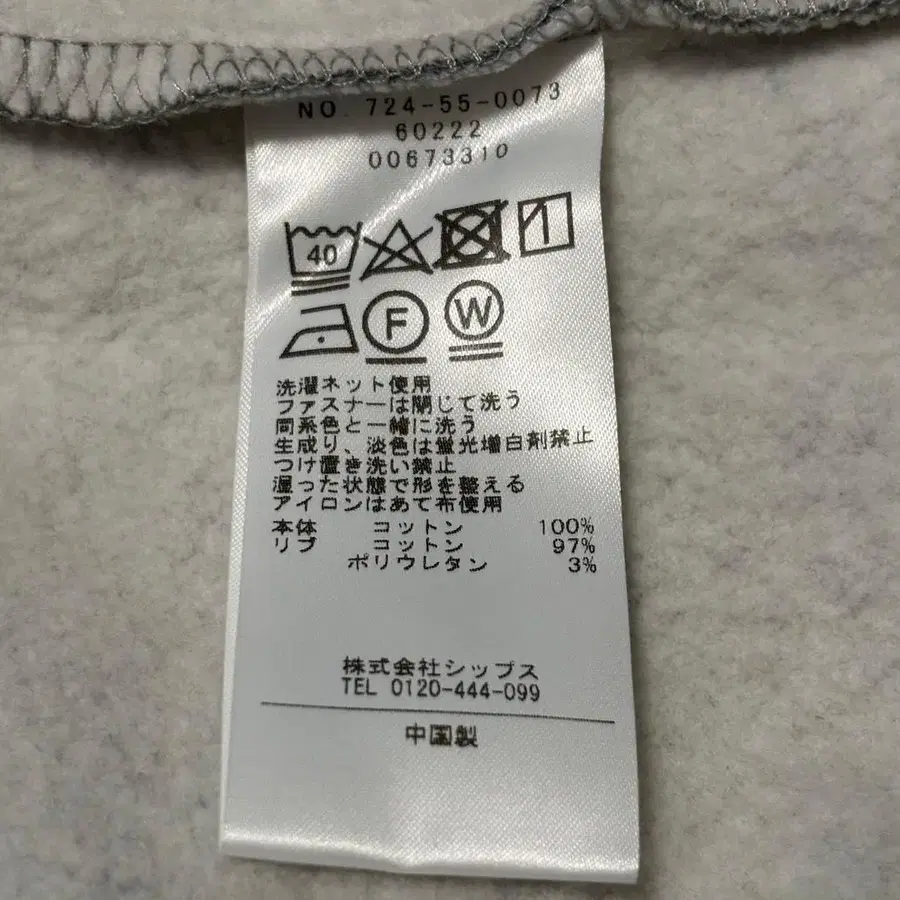 NO. 724-55-0073
60222
00673310
40
F W
洗濯ネット使用
ファスナーは閉じて洗う
同系色と一緒に洗う
生成り、淡色は蛍光増白剤禁止
つけ置き洗い禁止
湿った状態で形を整える
アイロンはあて布使用
本体 コットン 100%
リブ コットン 97%
ポリウレタン 3%
株式会社シップス
TEL 0120-444-099
中国製